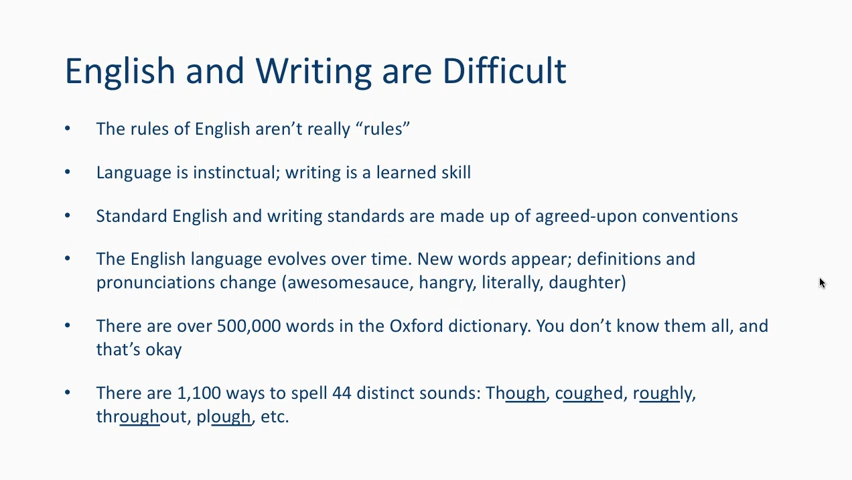 English and Writing are Difficult
• The rules of English aren’t really “rules”
• Language is instinctual; writing is a learned skill
• Standard English and writing standards are made up of agreed-upon conventions
• The English language evolves over time. New words appear; definitions and
pronunciations change (awesomesauce, hangry, literally, daughter)
• There are over 500,000 words in the Oxford dictionary. You don’t know them all, and
that’s okay
• There are 1,100 ways to spell 44 distinct sounds: Though, coughed, roughly,
throughout, plough, etc.